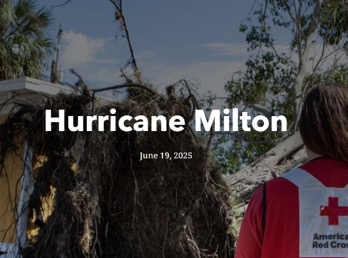 Hurricane Milton
June 19, 2025
American
Red Cross